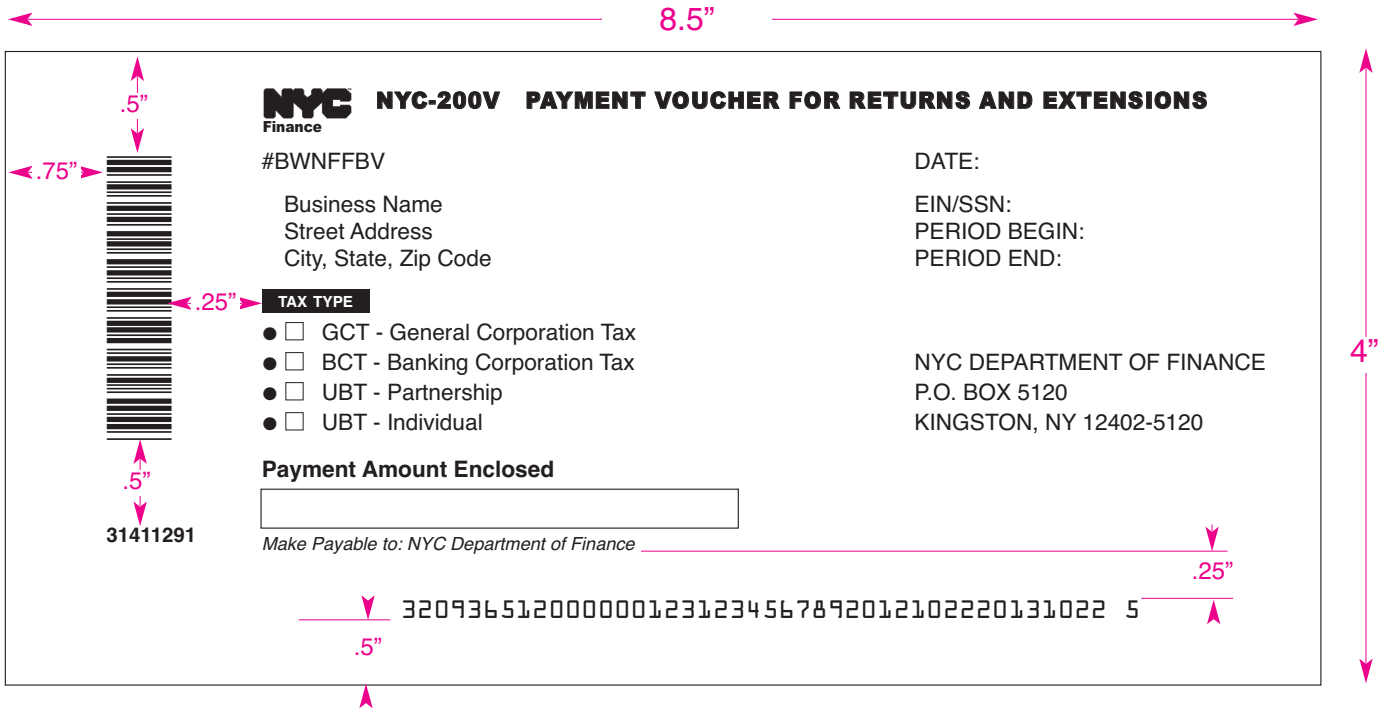 8.5”
.5”
NYC
Finance
NYC-200V PAYMENT VOUCHER FOR RETURNS AND EXTENSIONS
.75”
#BWNFFBV
DATE:
Business Name
EIN/SSN:
Street Address
PERIOD BEGIN:
City, State, Zip Code
PERIOD END:
.25”
TAX TYPE
● □ GCT - General Corporation Tax
● □ BCT - Banking Corporation Tax
NYC DEPARTMENT OF FINANCE
4”
● □ UBT - Partnership
P.O. BOX 5120
● □ UBT - Individual
KINGSTON, NY 12402-5120
Payment Amount Enclosed
.5”
31411291
Make Payable to: NYC Department of Finance
.25”
3209365120000001231234567892012102220131022 5
.5”